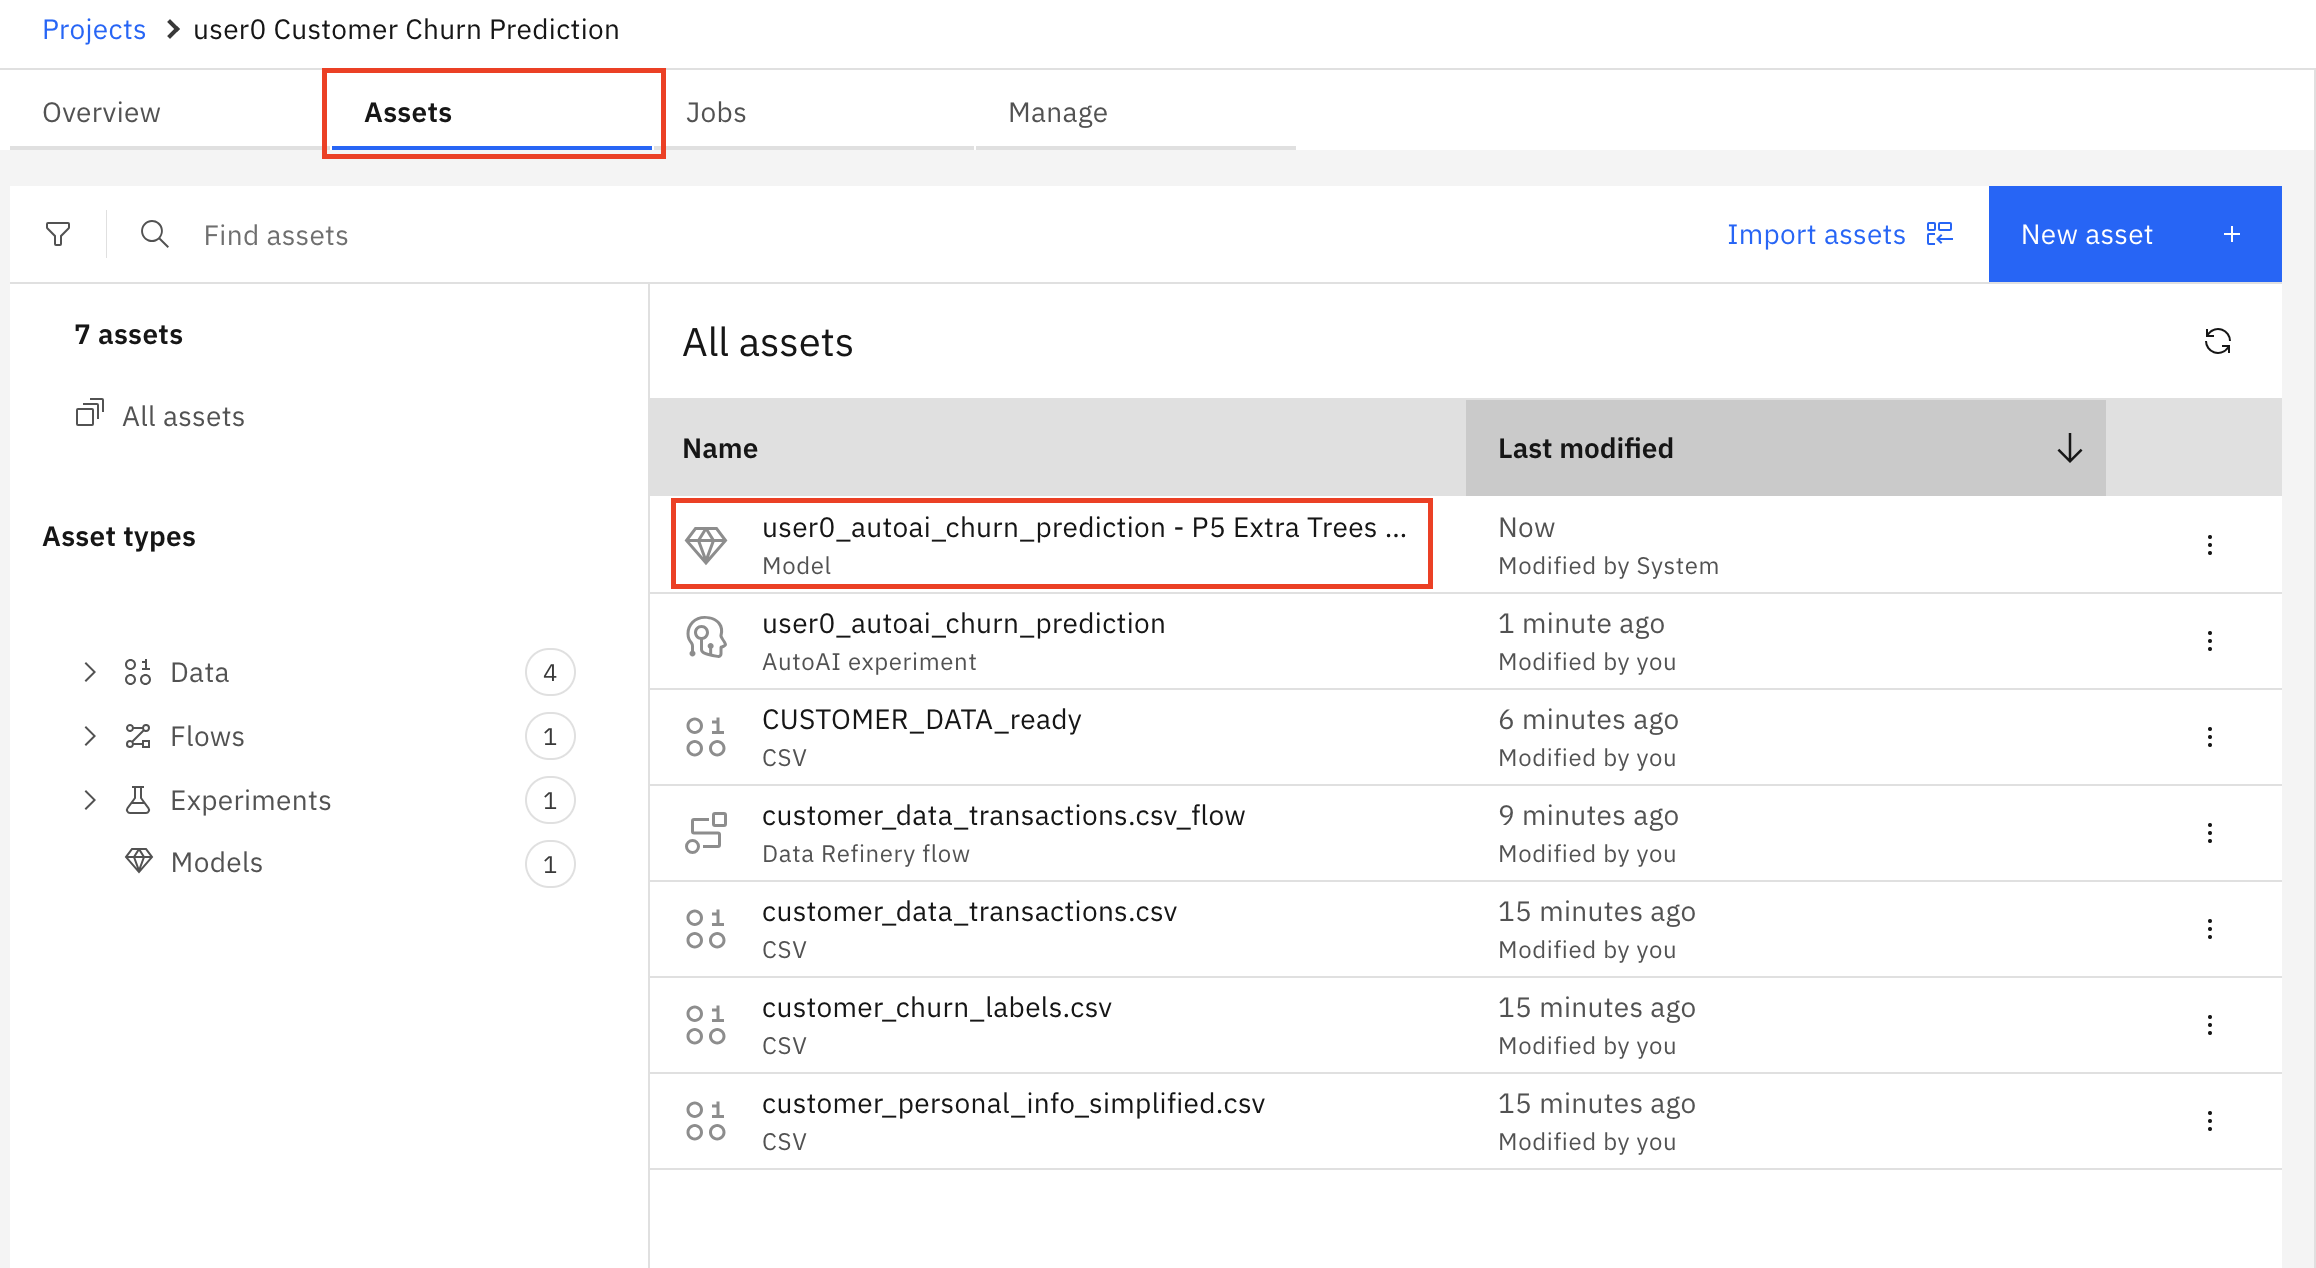 Projects > user0 Customer Churn Prediction
Overview Assets Jobs Manage
Find assets Import assets New asset +
7 assets
All assets
Asset types
Data 4
Flows 1
Experiments 1
Models 1
All assets
Name Last modified
user0_autoai_churn_prediction - P5 Extra Trees ... Now
Model Modified by System
user0_autoai_churn_prediction 1 minute ago
AutoAI experiment Modified by you
CUSTOMER_DATA_ready 6 minutes ago
CSV Modified by you
customer_data_transactions.csv_flow 9 minutes ago
Data Refinery flow Modified by you
customer_data_transactions.csv 15 minutes ago
CSV Modified by you
customer_churn_labels.csv 15 minutes ago
CSV Modified by you
customer_personal_info_simplified.csv 15 minutes ago
CSV Modified by you